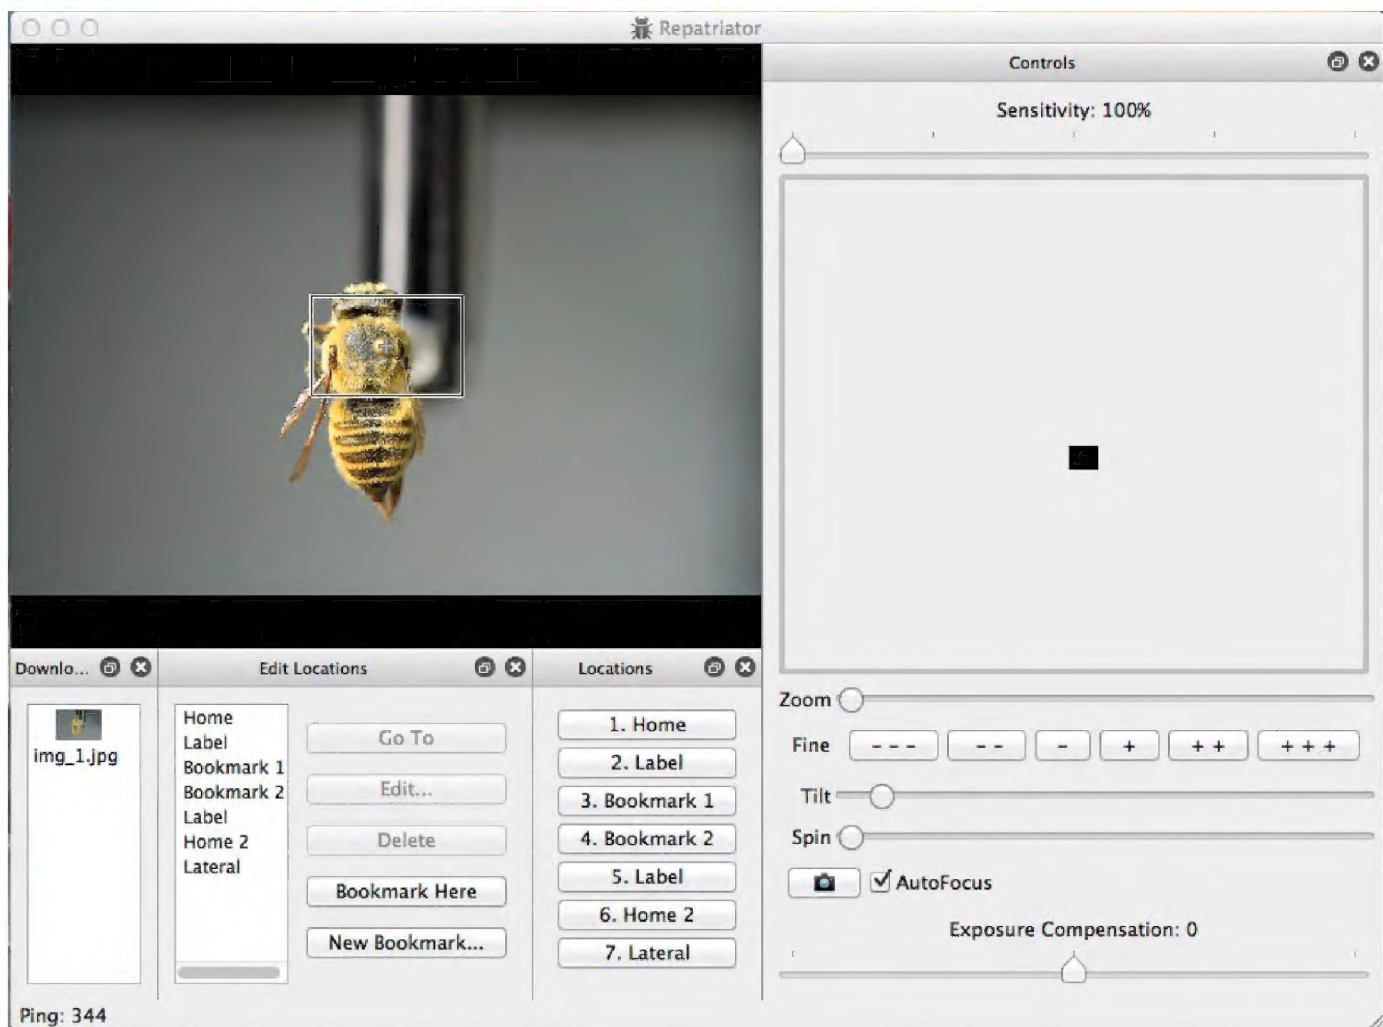 Repatriator
Controls
Sensitivity: 100%
Zoom
Fine
- - -
- -
-
+
+ +
+ + +
Tilt
Spin
AutoFocus
Exposure Compensation: 0
Downlo...
img_1.jpg
Edit Locations
Home
Label
Bookmark 1
Bookmark 2
Label
Home 2
Lateral
Go To
Edit...
Delete
Bookmark Here
New Bookmark...
Locations
1. Home
2. Label
3. Bookmark 1
4. Bookmark 2
5. Label
6. Home 2
7. Lateral
Ping: 344